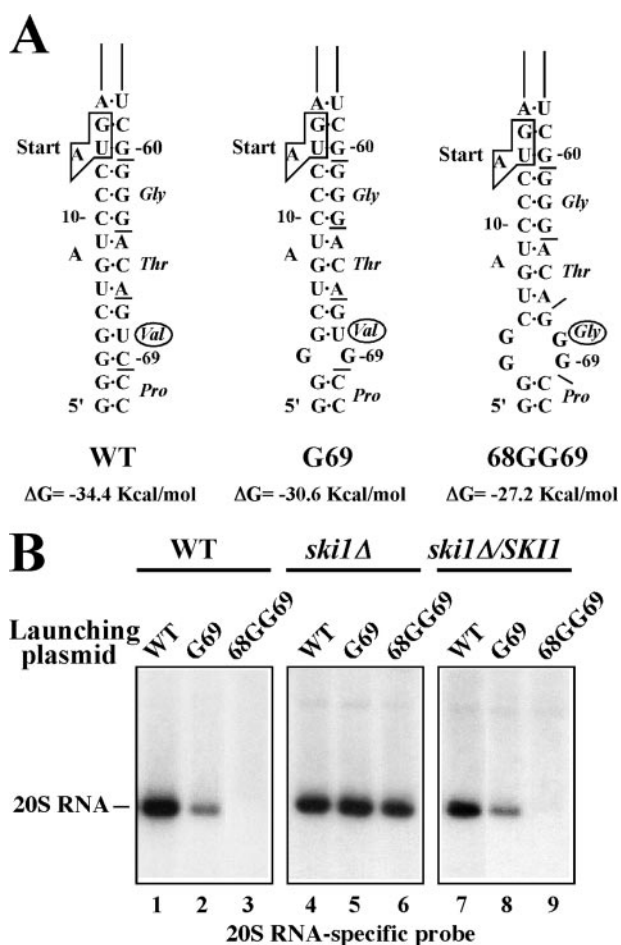 A
A·U A·U A·U
G·C G·C G·C
Start A U·G -60 Start A U·G -60 Start A U·G -60
C·G C·G C·G
C·G Gly C·G Gly C·G Gly
10- C·G 10- C·G 10- C·G
U·A U·A U·A
A G·C Thr A G·C Thr A G·C Thr
U·A U·A U·A
C·G C·G C G
G·U Val G·U Val G G Gly
G·C -69 G G -69 G G -69
G·C Pro G·C Pro G·C Pro
5' G·C 5' G·C 5' G·C
WT G69 68GG69
ΔG= -34.4 Kcal/mol ΔG= -30.6 Kcal/mol ΔG= -27.2 Kcal/mol
B WT ski1Δ ski1Δ/SKI1
Launching plasmid WT G69 68GG69 WT G69 68GG69 WT G69 68GG69
20S RNA –
1 2 3 4 5 6 7 8 9
20S RNA-specific probe